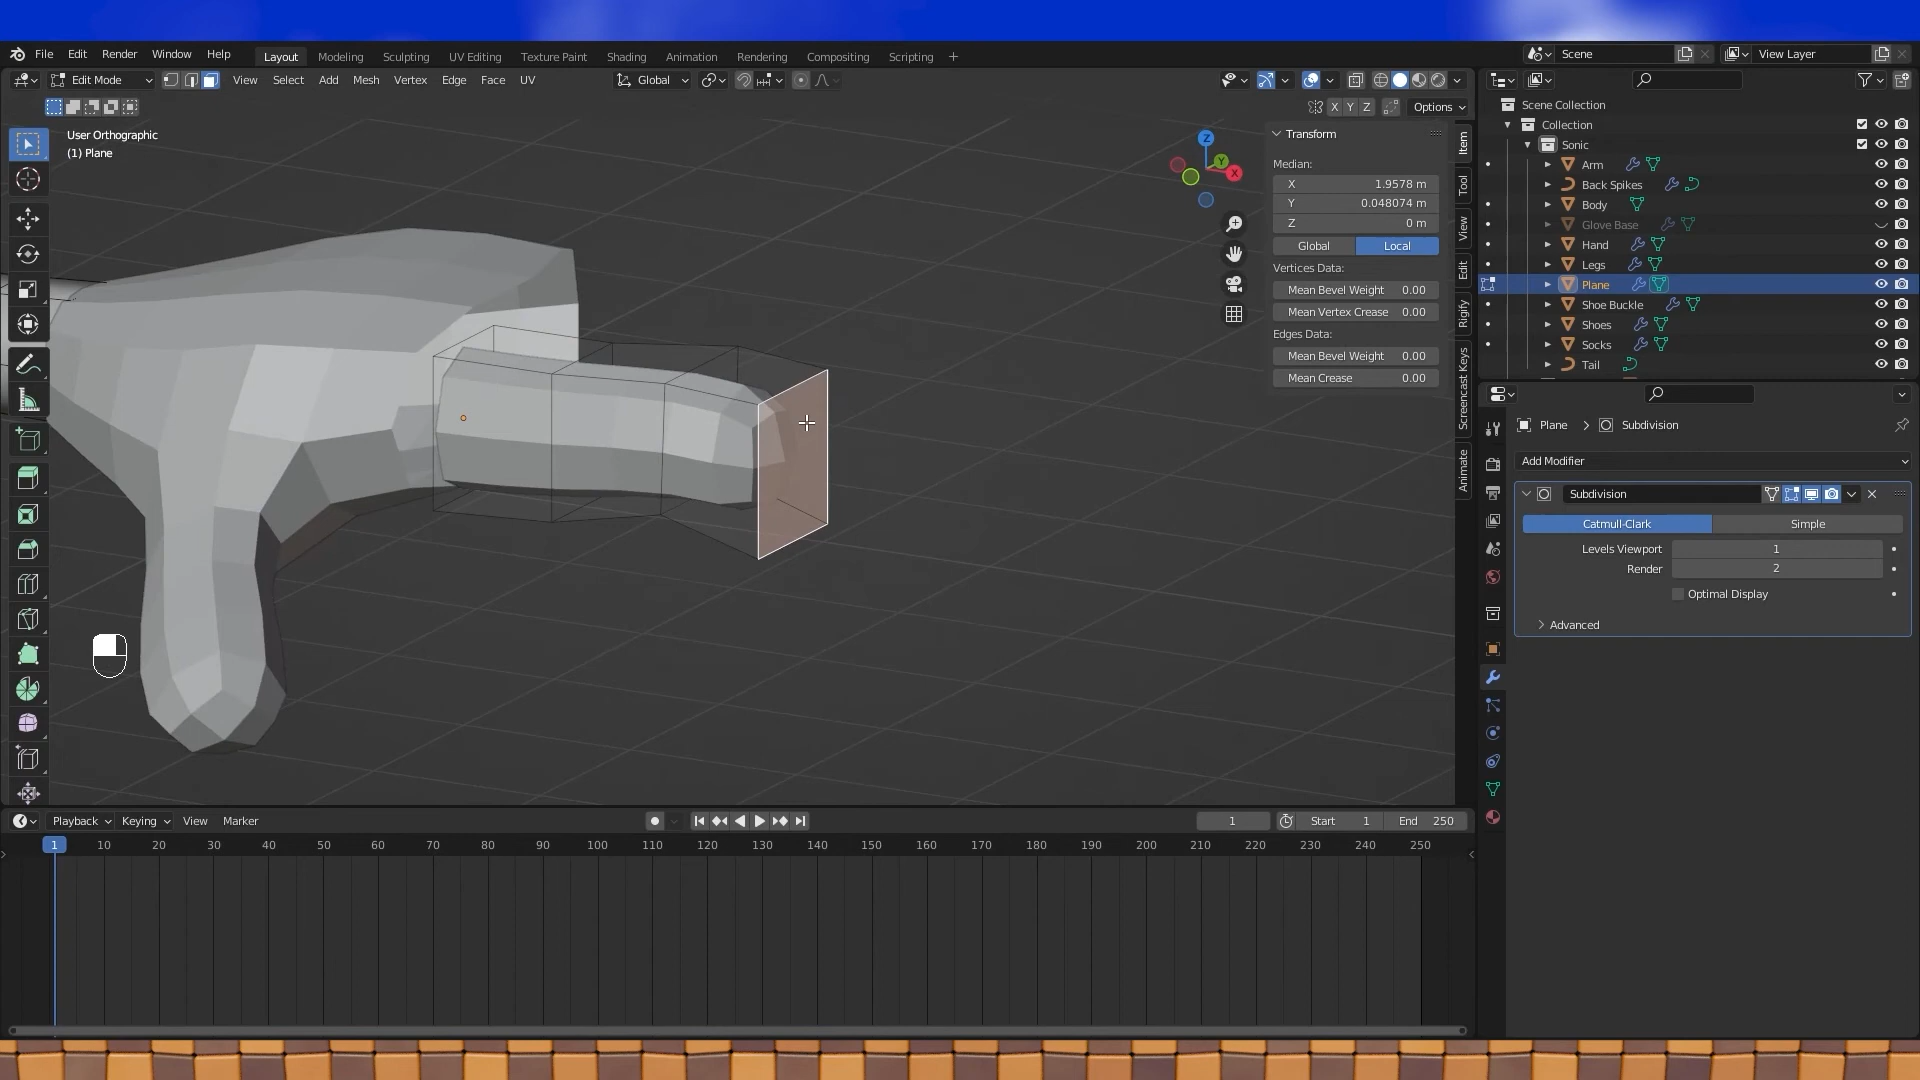 File Edit Render Window Help Layout Modeling Sculpting UV Editing Texture Paint Shading Animation Rendering Compositing Scripting + Scene View Layer
Edit Mode View Select Add Mesh Vertex Edge Face UV Global
X Y Z Options
User Orthographic
(1) Plane
Z
Y
X
Transform
Median:
X 1.9578 m
Y 0.048074 m
Z 0 m
Global Local
Vertices Data:
Mean Bevel Weight 0.00
Mean Vertex Crease 0.00
Edges Data:
Mean Bevel Weight 0.00
Mean Crease 0.00
Item
Tool
View
Edit
Rigify
Screencast Keys
Animate
Scene Collection
Collection
Sonic
Arm
Back Spikes
Body
Glove Base
Hand
Legs
Plane
Shoe Buckle
Shoes
Socks
Tail
Plane > Subdivision
Add Modifier
Subdivision
Catmull-Clark Simple
Levels Viewport 1
Render 2
Optimal Display
Advanced
Playback Keying View Marker 1 Start 1 End 250
1 10 20 30 40 50 60 70 80 90 100 110 120 130 140 150 160 170 180 190 200 210 220 230 240 250